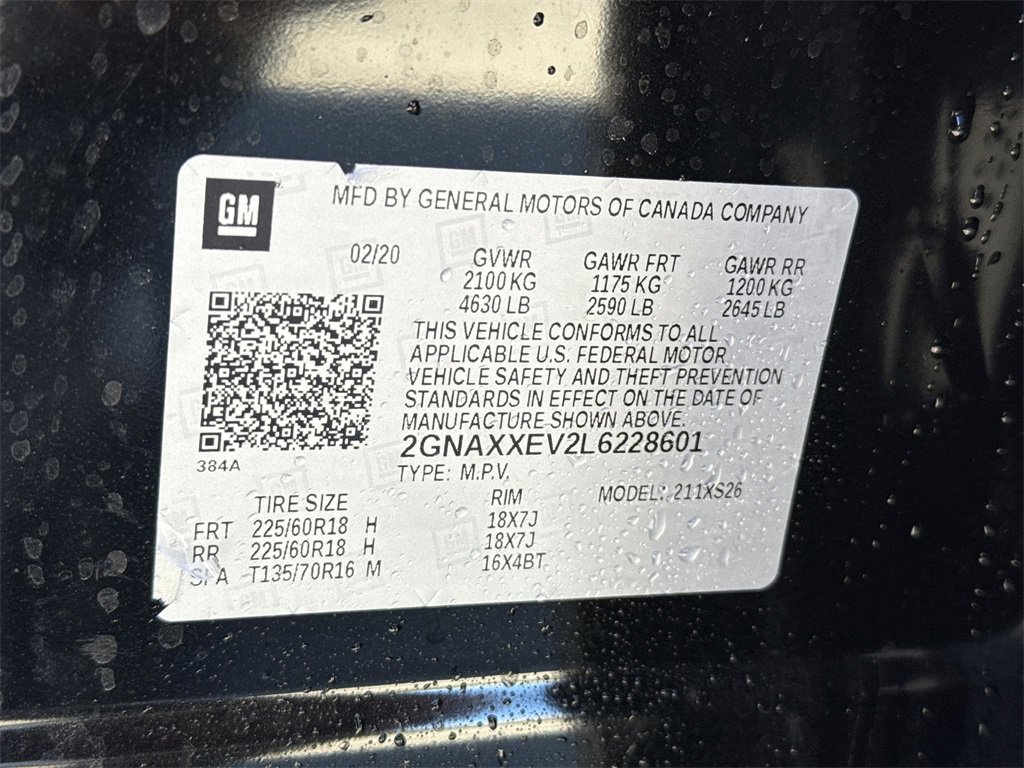 GM
MFD BY GENERAL MOTORS OF CANADA COMPANY
02/20 GVWR GAWR FRT GAWR RR
2100 KG 1175 KG 1200 KG
4630 LB 2590 LB 2645 LB
THIS VEHICLE CONFORMS TO ALL
APPLICABLE U.S. FEDERAL MOTOR
VEHICLE SAFETY AND THEFT PREVENTION
STANDARDS IN EFFECT ON THE DATE OF
MANUFACTURE SHOWN ABOVE.
2GNAXXEV2L6228601
384A
TYPE: M.P.V. MODEL: 211XS26
TIRE SIZE RIM
FRT 225/60R18 H 18X7J
RR 225/60R18 H 18X7J
SPA T135/70R16 M 16X4BT